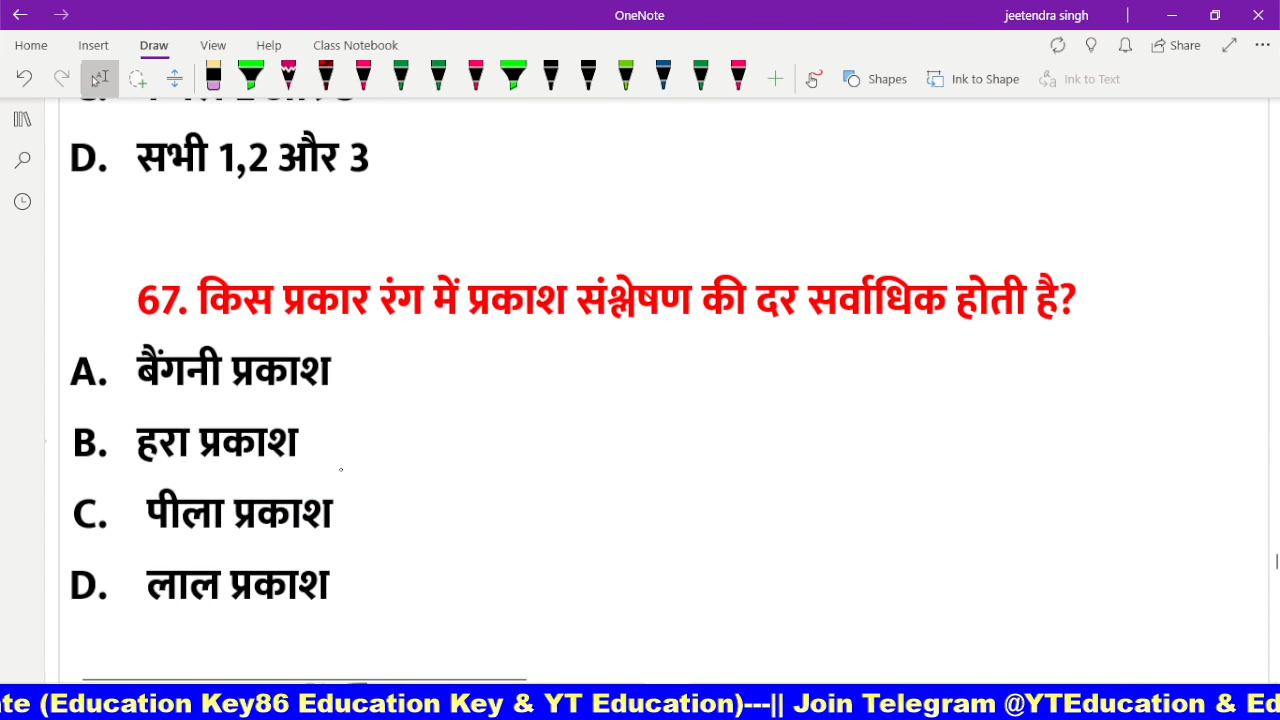 OneNote
jeetendra singh
Home Insert Draw View Help Class Notebook Share
Shapes Ink to Shape Ink to Text
D. सभी 1,2 और 3
67. किस प्रकार रंग में प्रकाश संश्लेषण की दर सर्वाधिक होती है?
A. बैंगनी प्रकाश
B. हरा प्रकाश
C. पीला प्रकाश
D. लाल प्रकाश
(Education Key86 Education Key & YT Education)---|| Join Telegram @YTEducation &